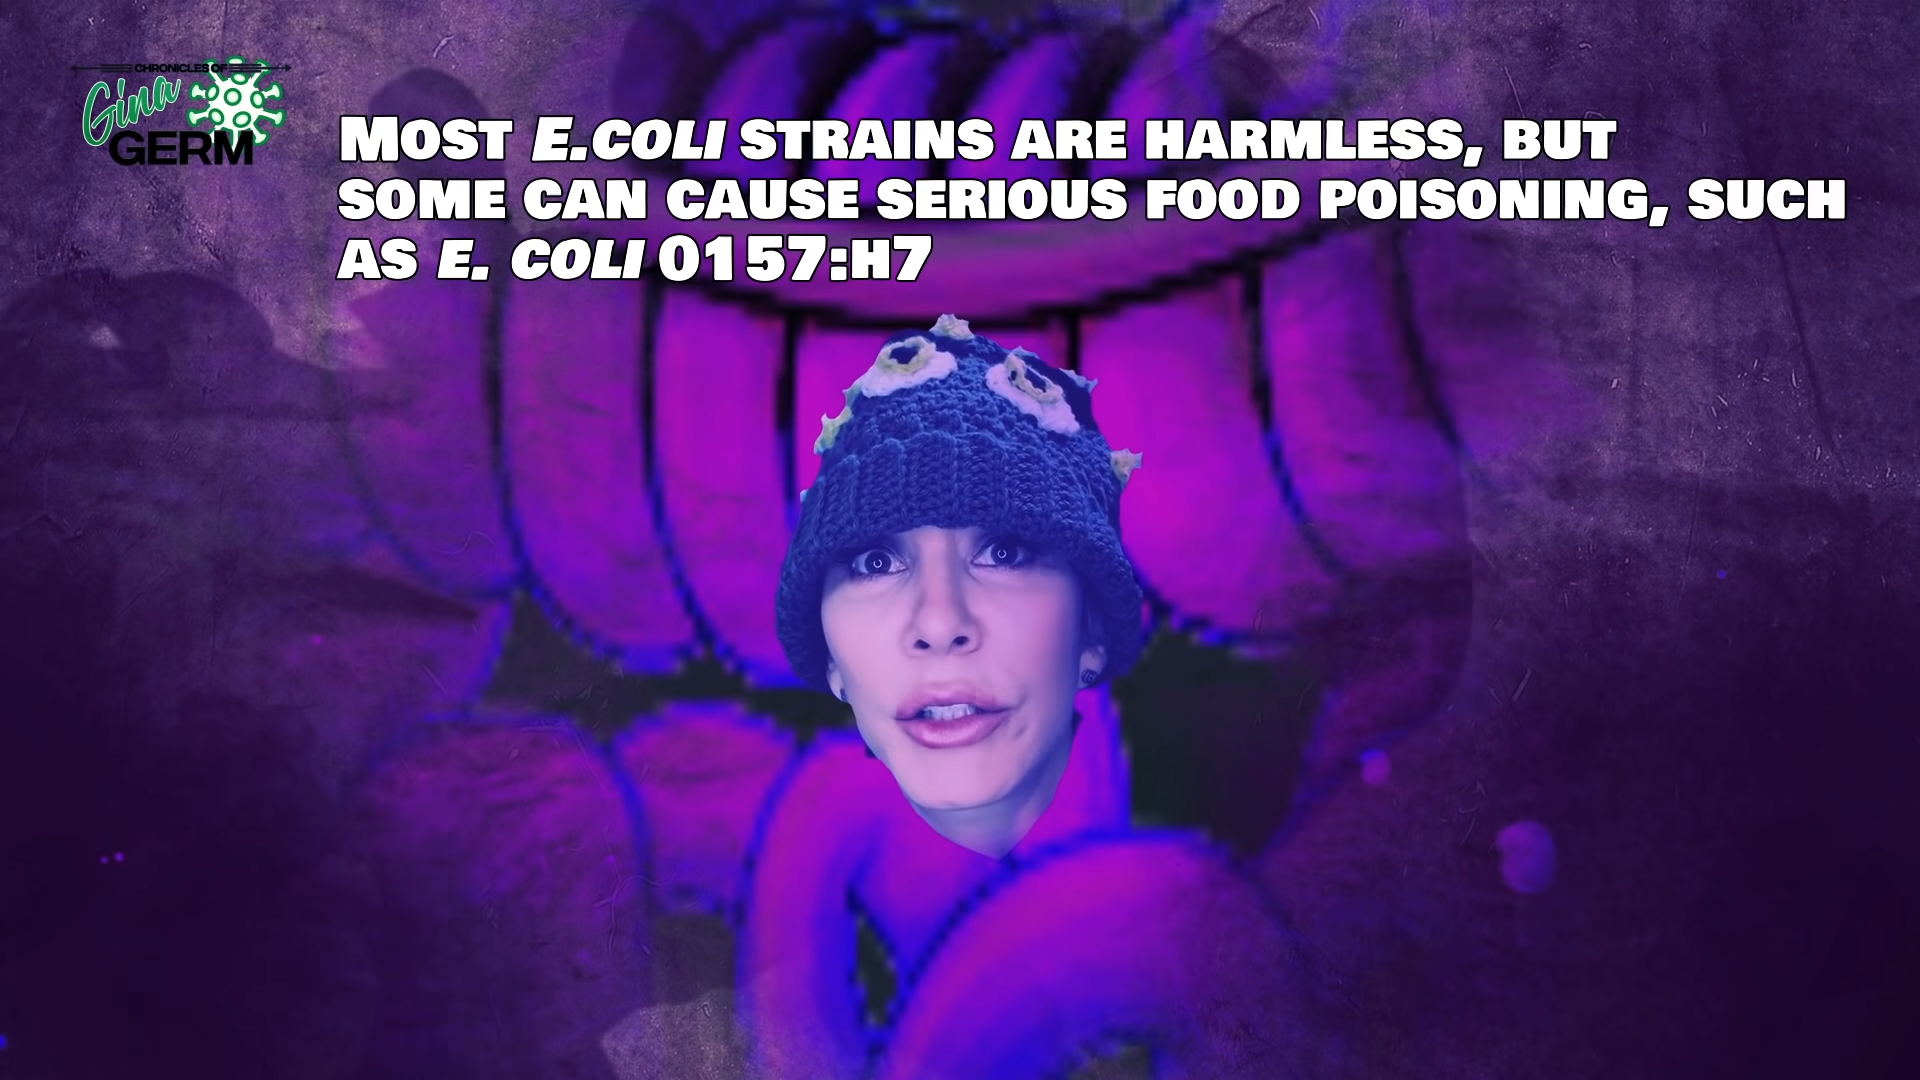 CHRONICLES OF
Gina
GERM
MOST E.COLI STRAINS ARE HARMLESS, BUT
SOME CAN CAUSE SERIOUS FOOD POISONING, SUCH
AS E. COLI 0157:H7